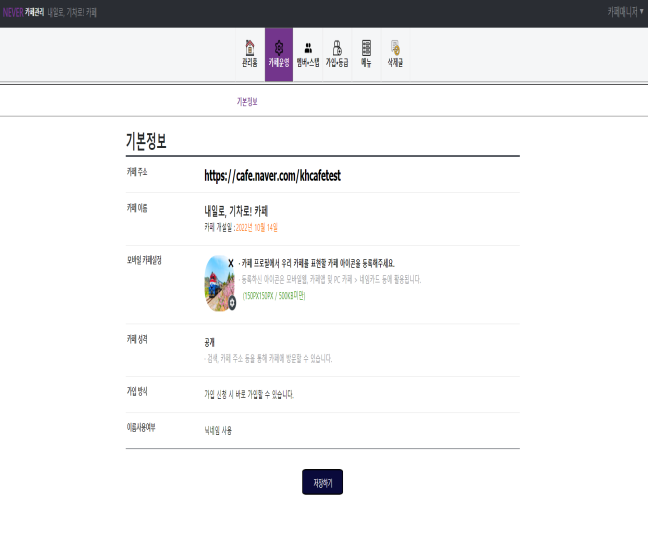 NEVER 카페관리 내일로, 기차로! 카페
카페매니저 ▼
관리홈 카페운영 멤버•스탭 가입•등급 메뉴 삭제글
기본정보
기본정보
카페 주소
https://cafe.naver.com/khcafetest
카페 이름
내일로, 기차로! 카페
카페 개설일 : 2022년 10월 14일
모바일 카페설정
· 카페 프로필에서 우리 카페를 표현할 카페 아이콘을 등록해주세요.
· 등록하신 아이콘은 모바일웹, 카페앱 및 PC 카페 > 네임카드 등에 활용됩니다.
(150PX150PX / 500KB미만)
카페 성격
공개
· 검색, 카페 주소 등을 통해 카페에 방문할 수 있습니다.
가입 방식
가입 신청 시 바로 가입할 수 있습니다.
이름사용여부
닉네임 사용
저장하기